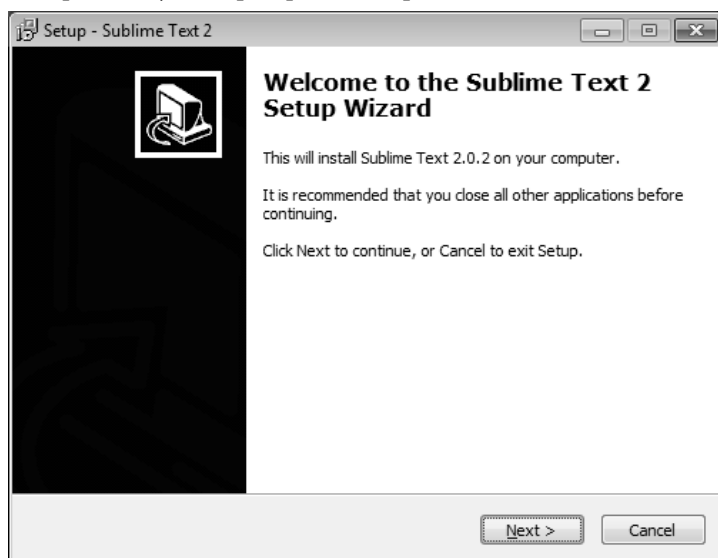 Setup - Sublime Text 2
Welcome to the Sublime Text 2
Setup Wizard
This will install Sublime Text 2.0.2 on your computer.
It is recommended that you close all other applications before
continuing.
Click Next to continue, or Cancel to exit Setup.
Next >
Cancel